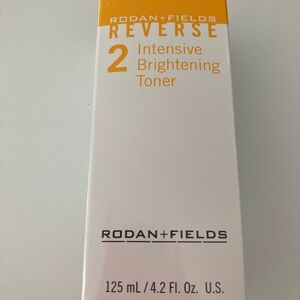 RODAN+FIELDS
REVERSE
2 Intensive
Brightening
Toner
RODAN+FIELDS
125 mL / 4.2 Fl. Oz. U.S.